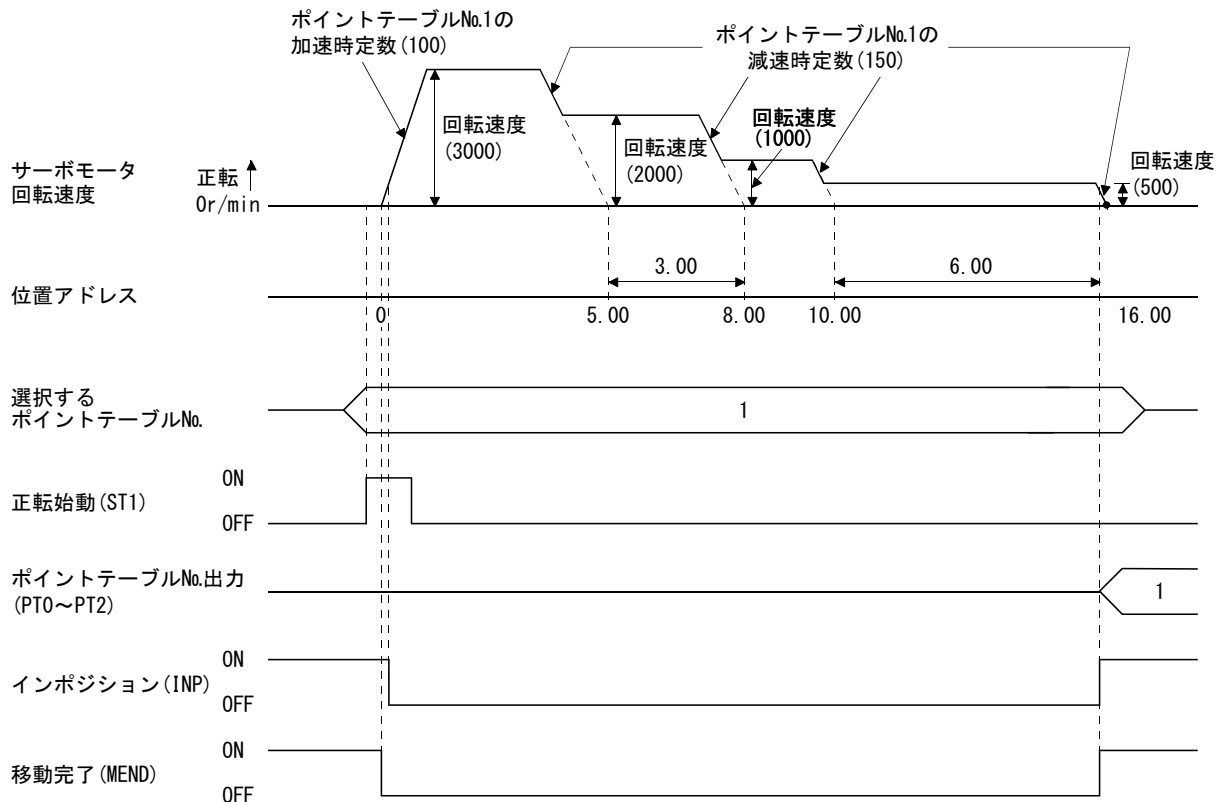 ポイントテーブル№1の
加速時定数(100)
ポイントテーブル№1の
減速時定数(150)
サーボモータ
回転速度
正転
0r/min
回転速度
(3000)
回転速度
(2000)
回転速度
(1000)
回転速度
(500)
3.00
6.00
位置アドレス
0
5.00
8.00
10.00
16.00
選択する
ポイントテーブル№.
1
正転始動(ST1)
ON
OFF
ポイントテーブル№出力
(PT0～PT2)
1
インポジション(INP)
ON
OFF
移動完了(MEND)
ON
OFF